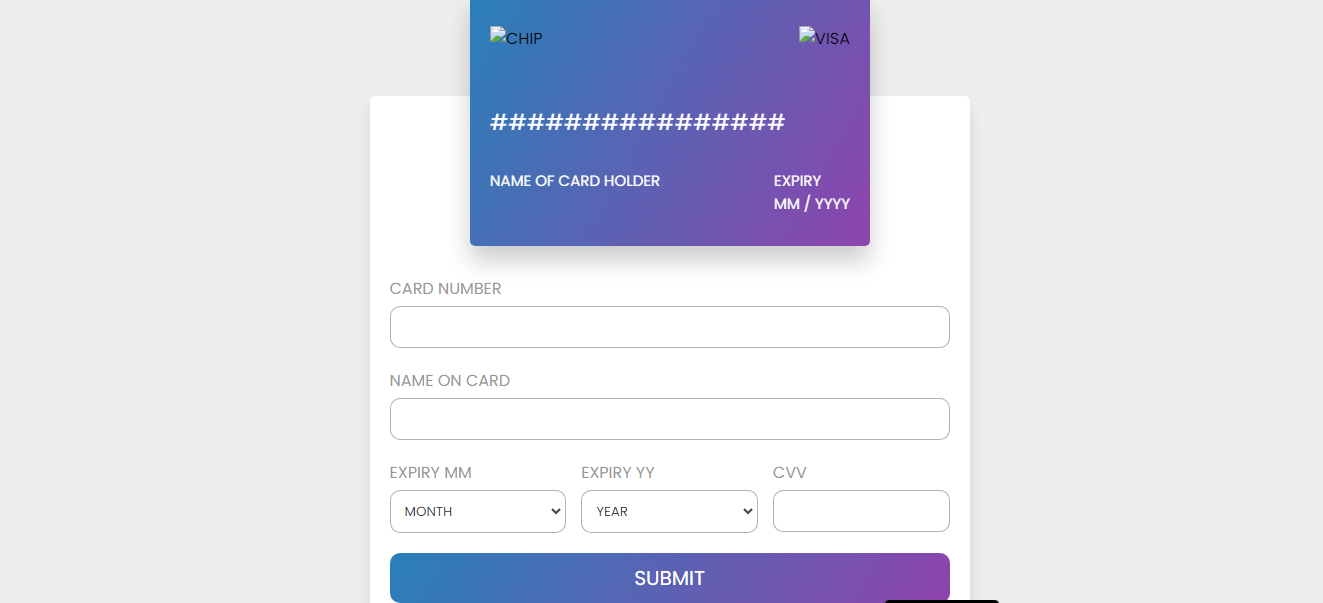 CHIP VISA
################
NAME OF CARD HOLDER EXPIRY
MM / YYYY
CARD NUMBER
NAME ON CARD
EXPIRY MM EXPIRY YY CVV
MONTH YEAR
SUBMIT